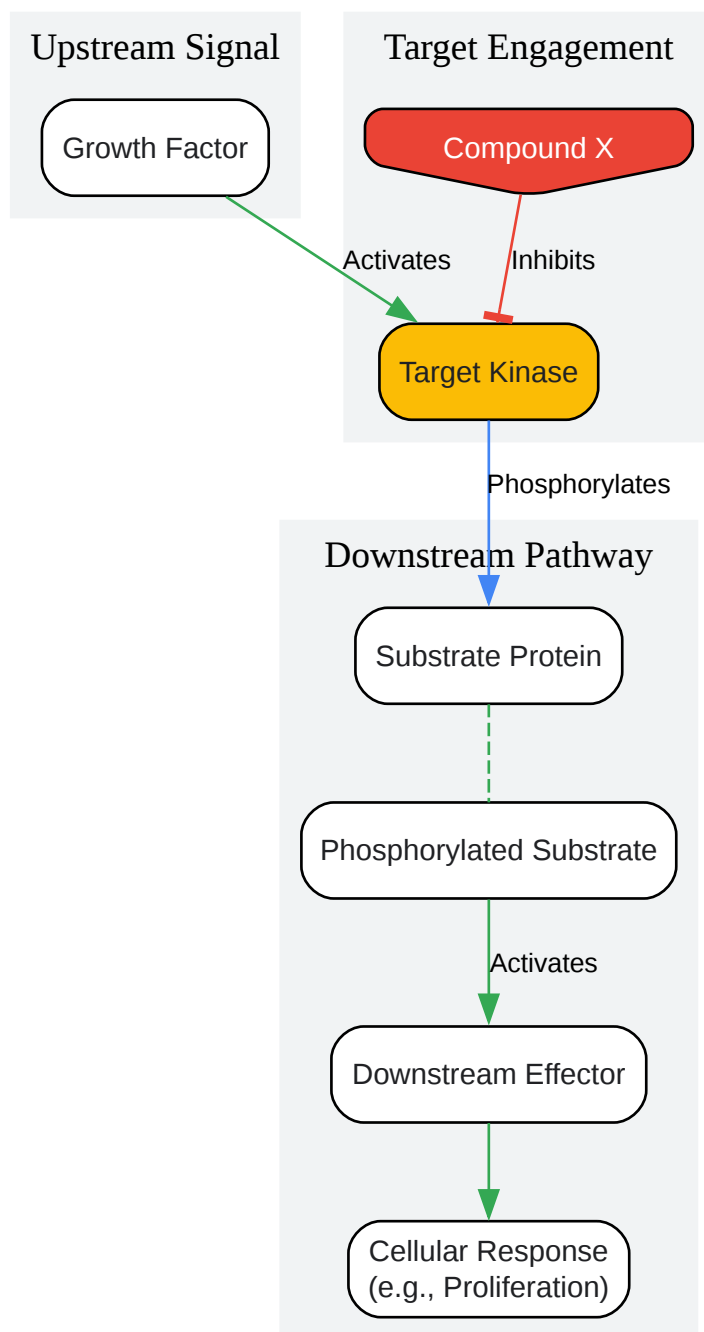 Upstream Signal
Target Engagement
Growth Factor
Compound X
Activates
Inhibits
Target Kinase
Phosphorylates
Downstream Pathway
Substrate Protein
Phosphorylated Substrate
Activates
Downstream Effector
Cellular Response
(e.g., Proliferation)